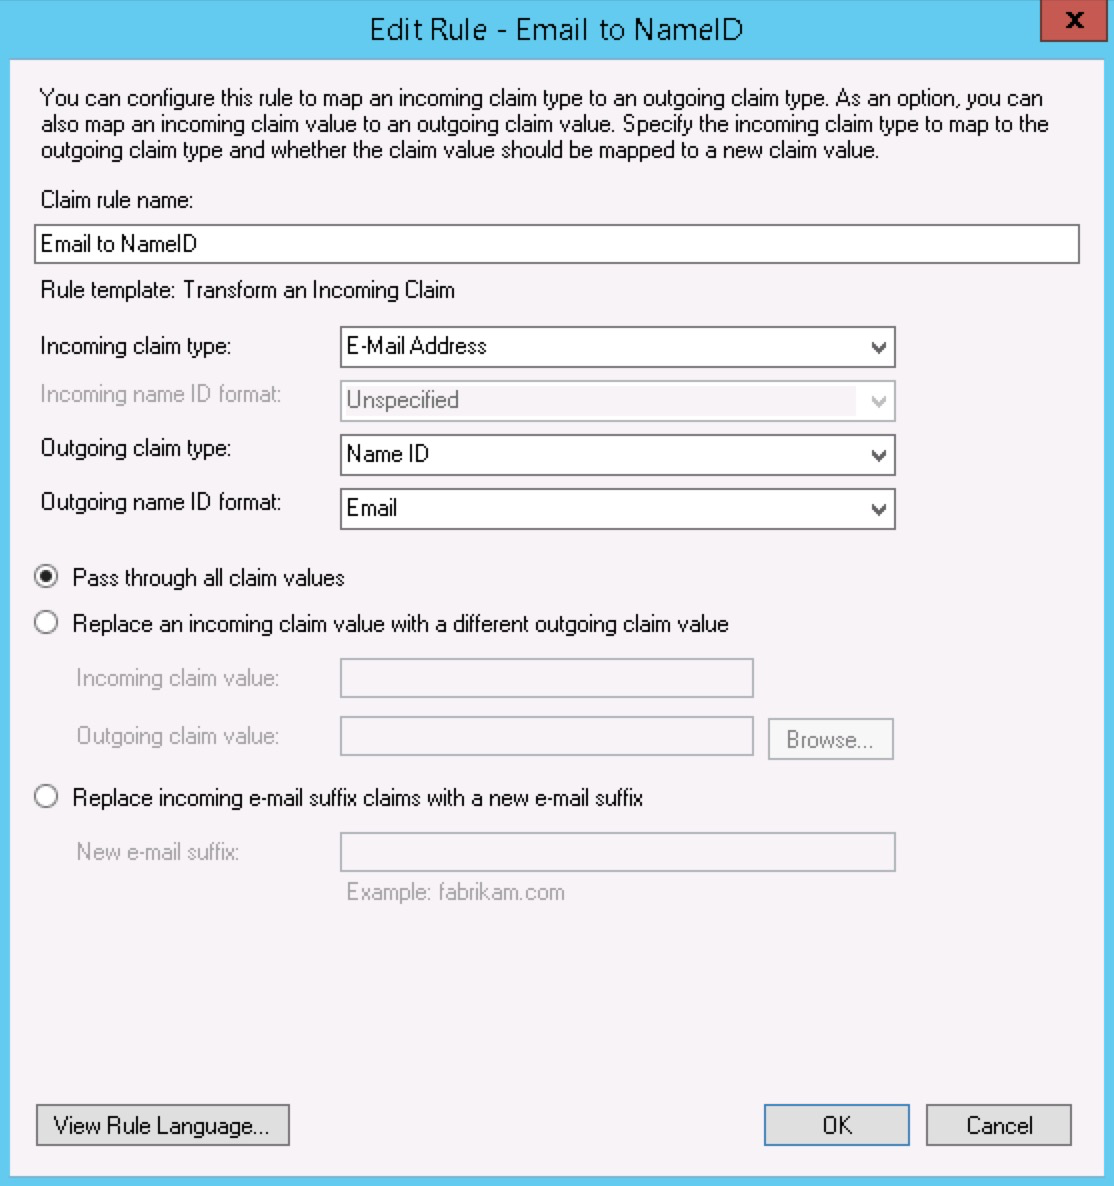 Edit Rule - Email to NameID
x
You can configure this rule to map an incoming claim type to an outgoing claim type. As an option, you can
also map an incoming claim value to an outgoing claim value. Specify the incoming claim type to map to the
outgoing claim type and whether the claim value should be mapped to a new claim value.
Claim rule name:
Email to NameID
Rule template: Transform an Incoming Claim
Incoming claim type:
E-Mail Address
Incoming name ID format:
Unspecified
Outgoing claim type:
Name ID
Outgoing name ID format:
Email
Pass through all claim values
Replace an incoming claim value with a different outgoing claim value
Incoming claim value:
Outgoing claim value:
Browse...
Replace incoming e-mail suffix claims with a new e-mail suffix
New e-mail suffix:
Example: fabrikam.com
View Rule Language...
OK
Cancel